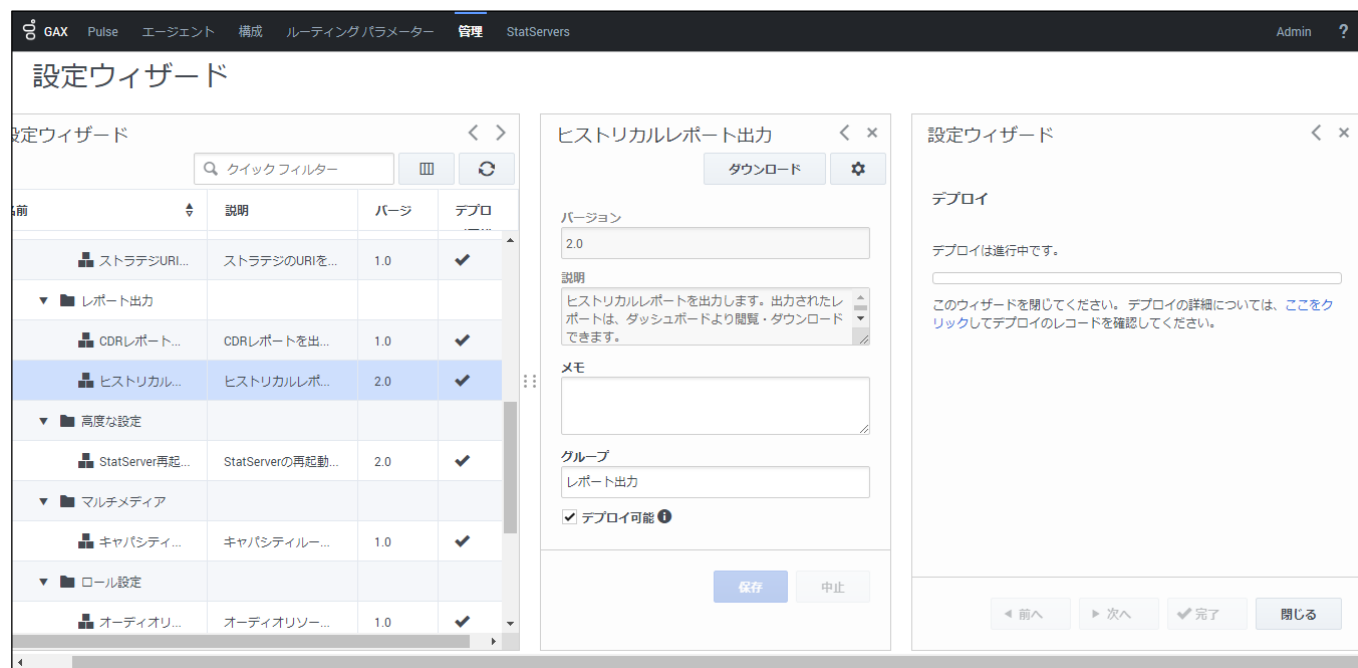 GAX Pulse エージェント 構成 ルーティング パラメーター 管理 StatServers Admin ?
設定ウィザード
設定ウィザード
クイック フィルター
名前 説明 バージ デプロ
ストラテジURI... ストラテジのURIを... 1.0
レポート出力
CDRレポート... CDRレポートを出... 1.0
ヒストリカル... ヒストリカルレポ... 2.0
高度な設定
StatServer再起... StatServerの再起動... 2.0
マルチメディア
キャパシティ... キャパシティルー... 1.0
ロール設定
オーディオリ... オーディオリソー... 1.0
ヒストリカルレポート出力
ダウンロード
バージョン
2.0
説明
ヒストリカルレポートを出力します。出力されたレ
ポートは、ダッシュボードより閲覧・ダウンロード
できます。
メモ
グループ
レポート出力
デプロイ可能
保存 中止
設定ウィザード
デプロイ
デプロイは進行中です。
このウィザードを閉じてください。デプロイの詳細については、ここをク
リックしてデプロイのレコードを確認してください。
前へ 次へ 完了 閉じる